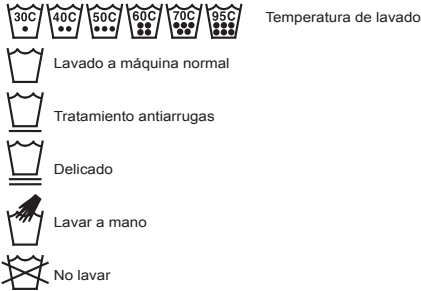 30C 40C 50C 60C 70C 95C Temperatura de lavado
Lavado a máquina normal
Tratamiento antiarrugas
Delicado
Lavar a mano
No lavar